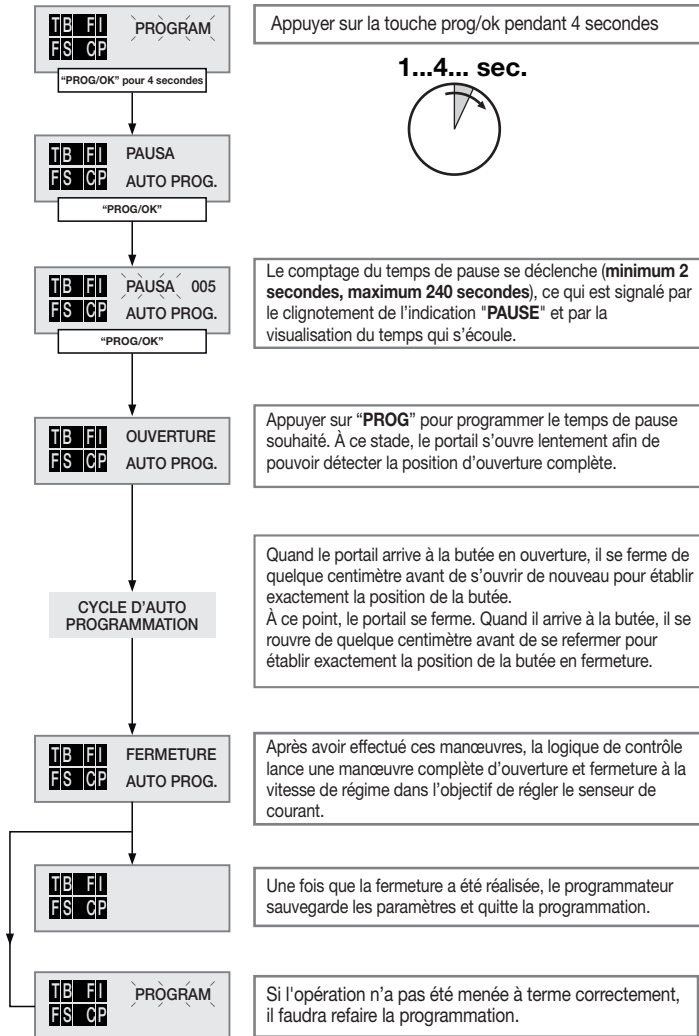 TB FI PROGRAM
FS CP
Appuyer sur la touche prog/ok pendant 4 secondes
“PROG/OK” pour 4 secondes
1...4... sec.
TB FI PAUSA
FS CP AUTO PROG.
“PROG/OK”
TB FI PAUSA 005
FS CP AUTO PROG.
“PROG/OK”
Le comptage du temps de pause se déclenche (minimum 2
secondes, maximum 240 secondes), ce qui est signalé par
le clignotement de l’indication "PAUSE" et par la
visualisation du temps qui s’écoule.
TB FI OUVERTURE
FS CP AUTO PROG.
Appuyer sur “PROG” pour programmer le temps de pause
souhaité. À ce stade, le portail s’ouvre lentement afin de
pouvoir détecter la position d’ouverture complète.
CYCLE D’AUTO
PROGRAMMATION
Quand le portail arrive à la butée en ouverture, il se ferme de
quelque centimètre avant de s’ouvrir de nouveau pour établir
exactement la position de la butée.
À ce point, le portail se ferme. Quand il arrive à la butée, il se
rouvre de quelque centimètre avant de se refermer pour
établir exactement la position de la butée en fermeture.
TB FI FERMETURE
FS CP AUTO PROG.
Après avoir effectué ces manœuvres, la logique de contrôle
lance une manœuvre complète d’ouverture et fermeture à la
vitesse de régime dans l’objectif de régler le senseur de
courant.
TB FI
FS CP
Une fois que la fermeture a été réalisée, le programmateur
sauvegarde les paramètres et quitte la programmation.
TB FI PROGRAM
FS CP
Si l'opération n’a pas été menée à terme correctement,
il faudra refaire la programmation.